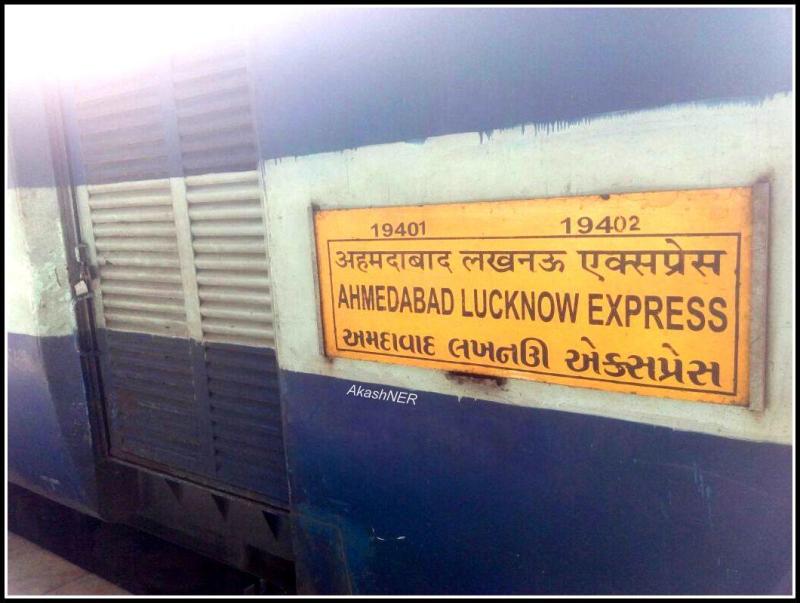 19401 19402
अहमदाबाद लखनऊ एक्सप्रेस
AHMEDABAD LUCKNOW EXPRESS
અમદાવાદ લખનઊ એક્સપ્રેસ
AkashNER